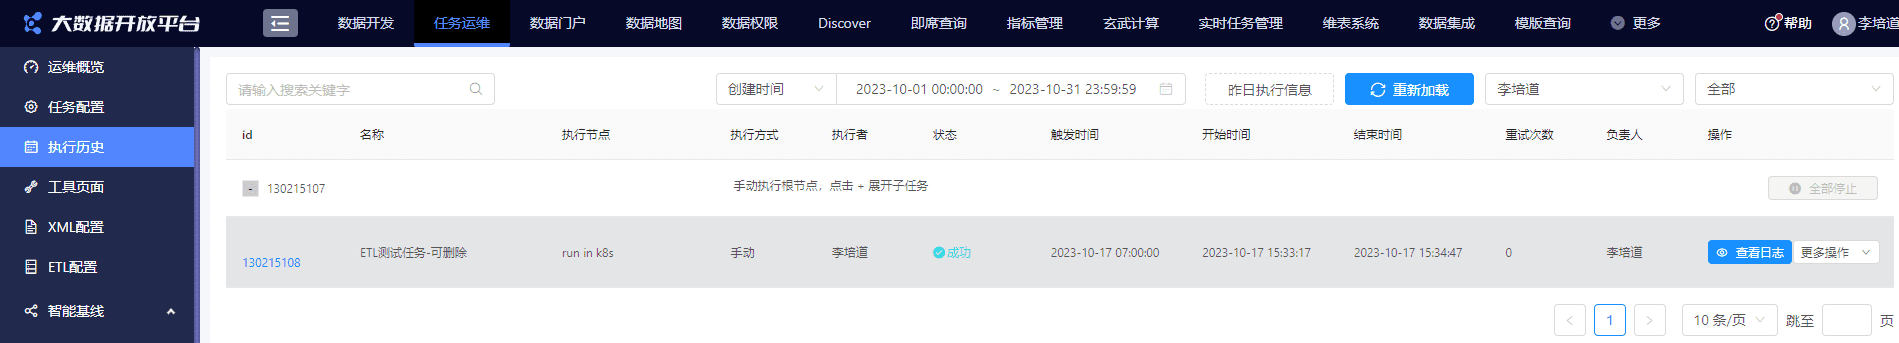 大数据开放平台 数据开发 任务运维 数据门户 数据地图 数据权限 Discover 即席查询 指标管理 玄武计算 实时任务管理 维表系统 数据集成 模版查询 更多 帮助 李培道
运维概览
任务配置
执行历史
工具页面
XML配置
ETL配置
智能基线
请输入搜索关键字 创建时间 2023-10-01 00:00:00 ~ 2023-10-31 23:59:59 昨日执行信息 重新加载 李培道 全部
id 名称 执行节点 执行方式 执行者 状态 触发时间 开始时间 结束时间 重试次数 负责人 操作
- 130215107 手动执行根节点，点击 + 展开子任务 全部停止
130215108 ETL测试任务-可删除 run in k8s 手动 李培道 成功 2023-10-17 07:00:00 2023-10-17 15:33:17 2023-10-17 15:34:47 0 李培道 查看日志 更多操作
< 1 > 10 条/页 跳至 页